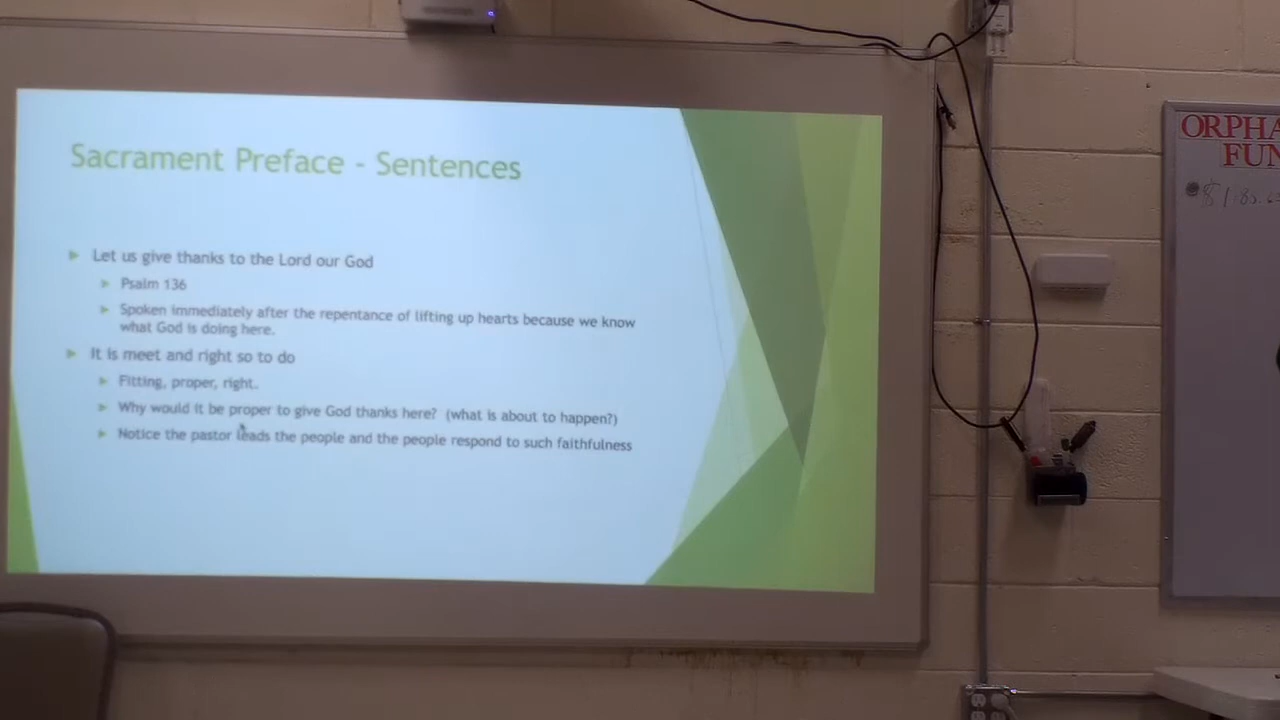 Sacrament Preface - Sentences
Let us give thanks to the Lord our God
Psalm 136
Spoken immediately after the repentance of lifting up hearts because we know
what God is doing here.
It is meet and right so to do
Fitting, proper, right.
Why would it be proper to give God thanks here? (what is about to happen?)
Notice the pastor leads the people and the people respond to such faithfulness
ORPHA
FUN